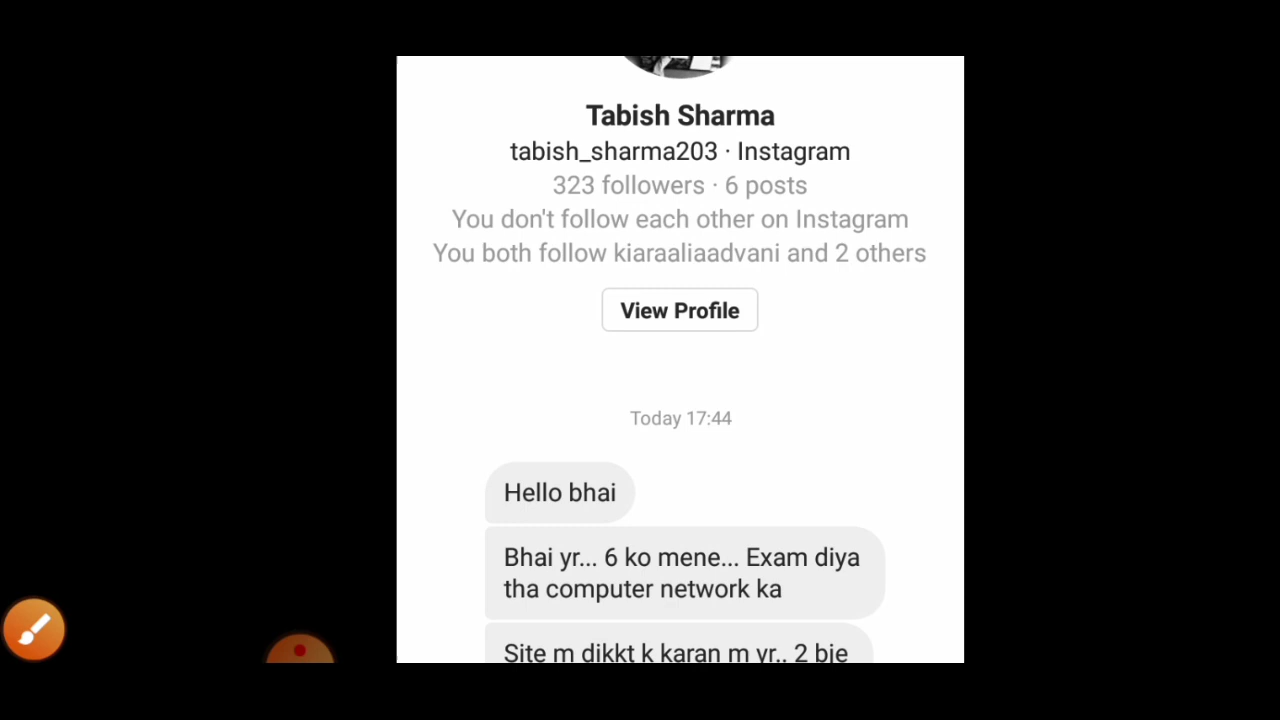 Tabish Sharma
tabish_sharma203 · Instagram
323 followers · 6 posts
You don't follow each other on Instagram
You both follow kiaraaliaadvani and 2 others
View Profile
Today 17:44
Hello bhai
Bhai yr... 6 ko mene... Exam diya
tha computer network ka
Site m dikkt k karan m yr.. 2 bje